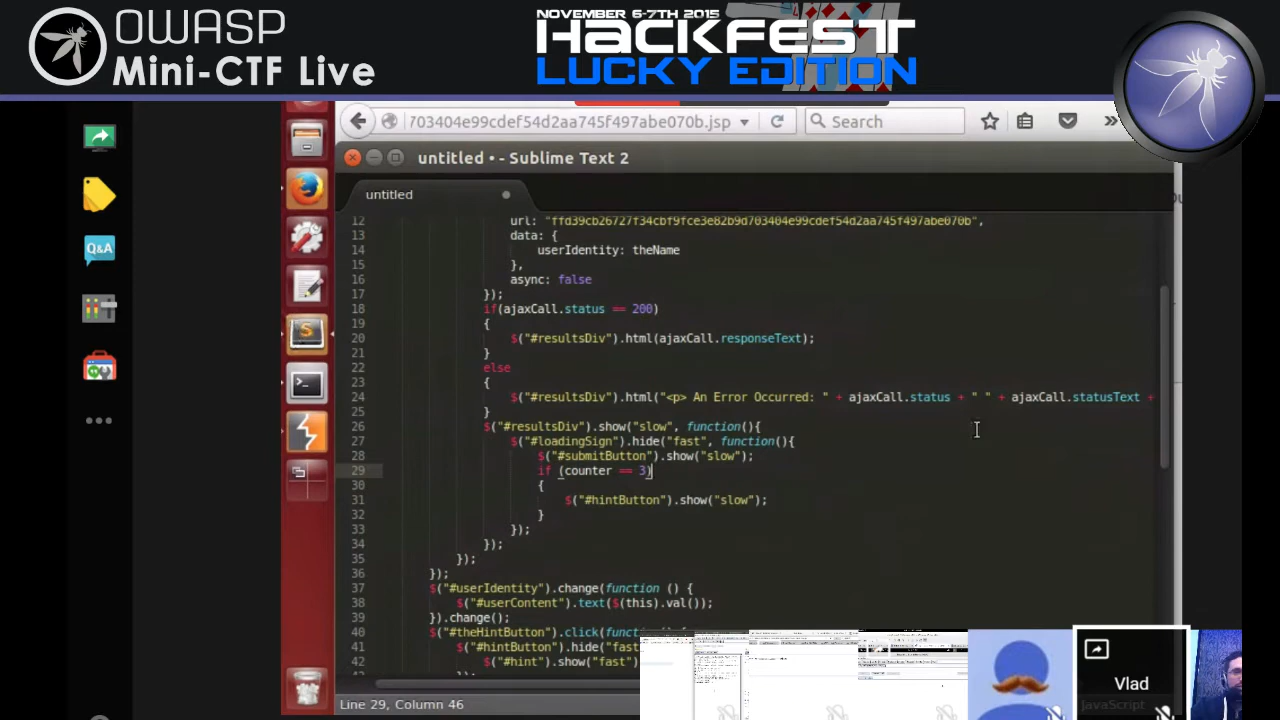 OWASP
Mini-CTF Live
NOVEMBER 6-7TH 2015
HACKFEST
LUCKY EDITION
703404e99cdef54d2aa745f497abe070b.jsp
Search
untitled • - Sublime Text 2
untitled
Q&A
12 url: "ffd39cb26727f34cbf9fce3e82b9d703404e99cdef54d2aa745f497abe070b",
13 data: {
14 userIdentity: theName
15 },
16 async: false
17 });
18 if(ajaxCall.status == 200)
19 {
20 $("#resultsDiv").html(ajaxCall.responseText);
21 }
22 else
23 {
24 $("#resultsDiv").html("<p> An Error Occurred: " + ajaxCall.status + " " + ajaxCall.statusText +
25 }
26 $("#resultsDiv").show("slow", function(){
27 $("#loadingSign").hide("fast", function(){
28 $("#submitButton").show("slow");
29 if (counter == 3)
30 {
31 $("#hintButton").show("slow");
32 }
33 });
34 });
35 });
36 });
37 $("#userIdentity").change(function () {
38 $("#userContent").text($(this).val());
39 }).change();
40 $("#theHintButton").click(
41 $("#hintButton").hide("fast"
42 $("#hint").show("fast"
Vlad
Line 29, Column 46
JavaScript